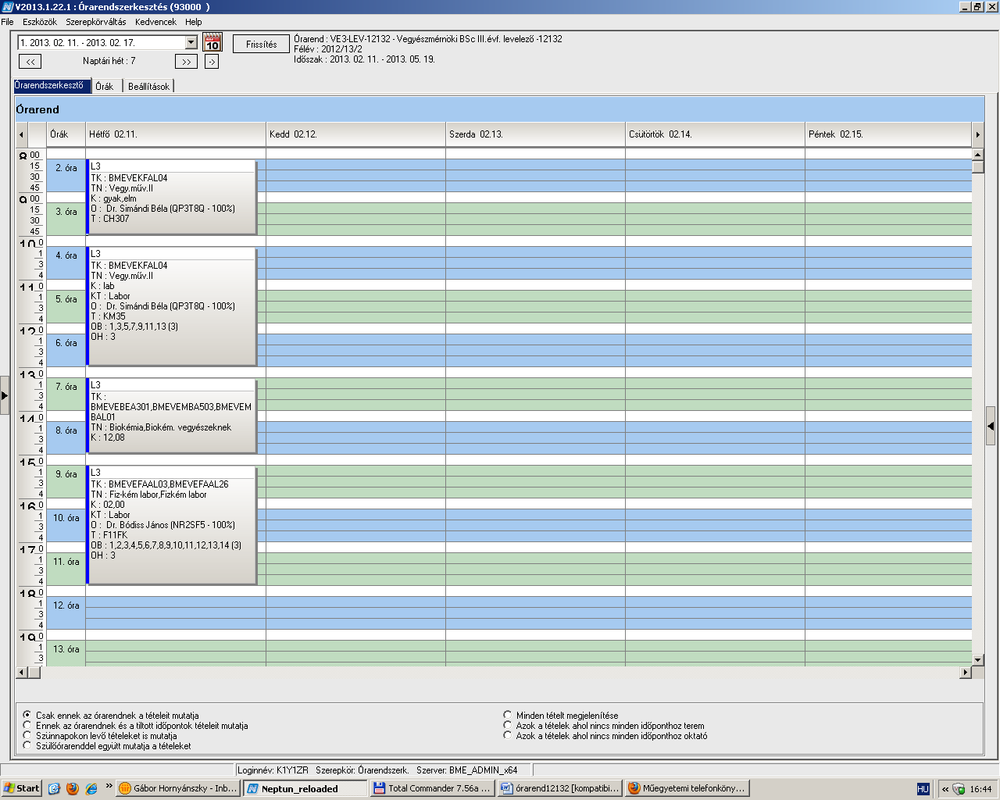 V2013.1.22.1 : Órarendszerkesztés (93000  )
File Eszközök Szerepkörváltás Kedvencek Help
1. 2013. 02. 11. - 2013. 02. 17.
10
Frissítés
Órarend : VE3-LEV-12132 - Vegyészmérnöki BSc III.évf. levelező -12132
Félév : 2012/13/2
Időszak : 2013. 02. 11. - 2013. 05. 19.
<< Naptári hét : 7 >> ->
Órarendszerkesztő Órák Beállítások
Órarend
Órák Hétfő 02.11. Kedd 02.12. Szerda 02.13. Csütörtök 02.14. Péntek 02.15.
8 00
15
30
45
2. óra
L3
TK : BMEVEKFAL04
TN : Vegy.műv.II
K : gyak,elm
O : Dr. Simándi Béla (QP3T8Q - 100%)
T : CH307
9 00
15
30
45
3. óra
10 0
1
3
4
4. óra
L3
TK : BMEVEKFAL04
TN : Vegy.műv.II
K : lab
KT : Labor
O : Dr. Simándi Béla (QP3T8Q - 100%)
T : KM35
OB : 1,3,5,7,9,11,13 (3)
OH : 3
11 0
1
3
4
5. óra
12 0
1
3
4
6. óra
13 0
1
3
4
7. óra
L3
TK :
BMEVEBEA301,BMEVEMBA503,BMEVEM
BAL01
TN : Biokémia,Biokém. vegyészeknek
K : 12,08
14 0
1
3
4
8. óra
15 0
1
3
4
9. óra
L3
TK : BMEVEFAAL03,BMEVEFAAL26
TN : Fiz-kém labor,Fizkém labor
K : 02,00
KT : Labor
O : Dr. Bódiss János (NR2SF5 - 100%)
T : F11FK
OB : 1,2,3,4,5,6,7,8,9,10,11,12,13,14 (3)
OH : 3
16 0
1
3
4
10. óra
17 0
1
3
4
11. óra
18 0
1
3
4
12. óra
19 0
1
3
13. óra
Csak ennek az órarendnek a tételeit mutatja
Ennek az órarendnek és a tiltott időpontok tételeit mutatja
Szünnapokon levő tételeket is mutatja
Szülőórarenddel együtt mutatja a tételeket
Minden tételt megjelenítése
Azok a tételek ahol nincs minden időponthoz terem
Azok a tételek ahol nincs minden időponthoz oktató
Loginnév: K1Y1ZR Szerepkör: Órarendszerk. Szerver: BME_ADMIN_x64
Start » Gábor Hornyánszky - Inb... Neptun_reloaded Total Commander 7.56a ... órarend12132 [kompatibi... Műegyetemi telefonköny... HU « 16:44